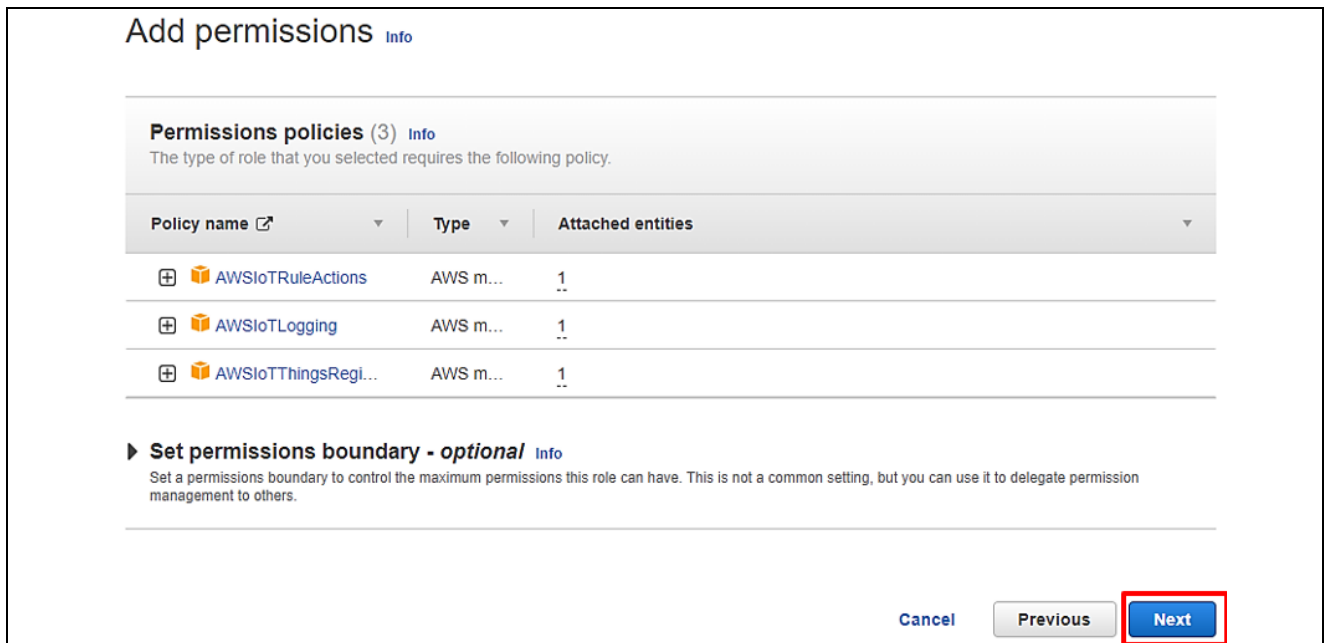 Add permissions Info
Permissions policies (3) Info
The type of role that you selected requires the following policy.
Policy name Type Attached entities
AWSIoTRuleActions AWS m... 1
AWSIoTLogging AWS m... 1
AWSIoTThingsRegi... AWS m... 1
Set permissions boundary - optional Info
Set a permissions boundary to control the maximum permissions this role can have. This is not a common setting, but you can use it to delegate permission
management to others.
Cancel Previous Next